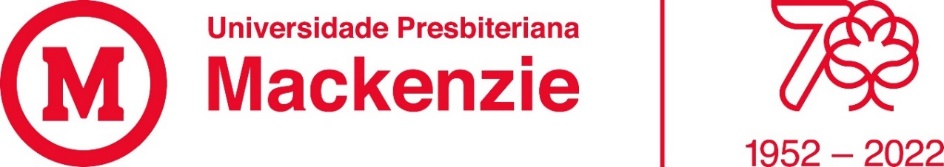 M
Universidade Presbiteriana
Mackenzie
70
1952 – 2022